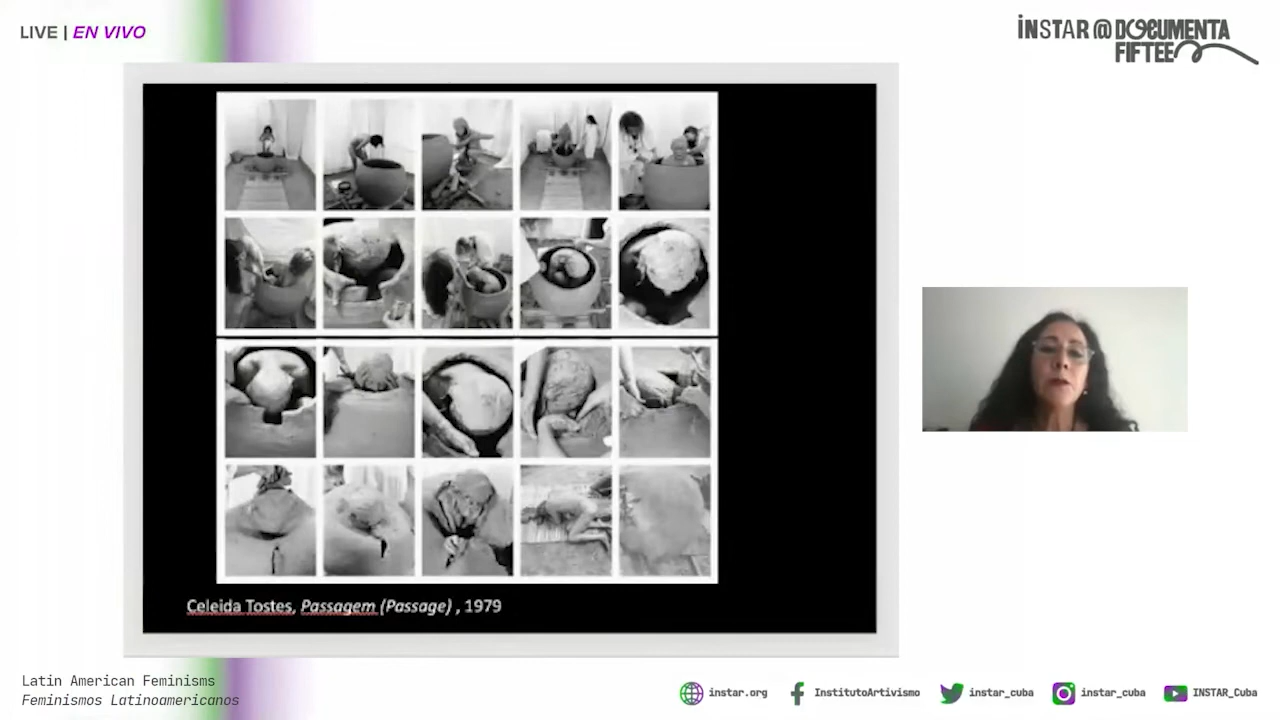 LIVE | EN VIVO
INSTAR @ DOCUMENTA
FIFTEEN
Celeida Tostes, Passagem (Passage) , 1979
Latin American Feminisms
Feminismos Latinoamericanos
instar.org
InstitutoArtivismo
instar_cuba
instar_cuba
INSTAR_Cuba